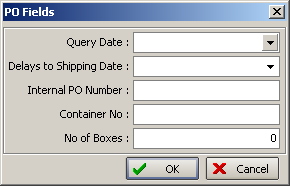 PO Fields
Query Date :
Delays to Shipping Date :
Internal PO Number :
Container No :
No of Boxes : 0
OK Cancel